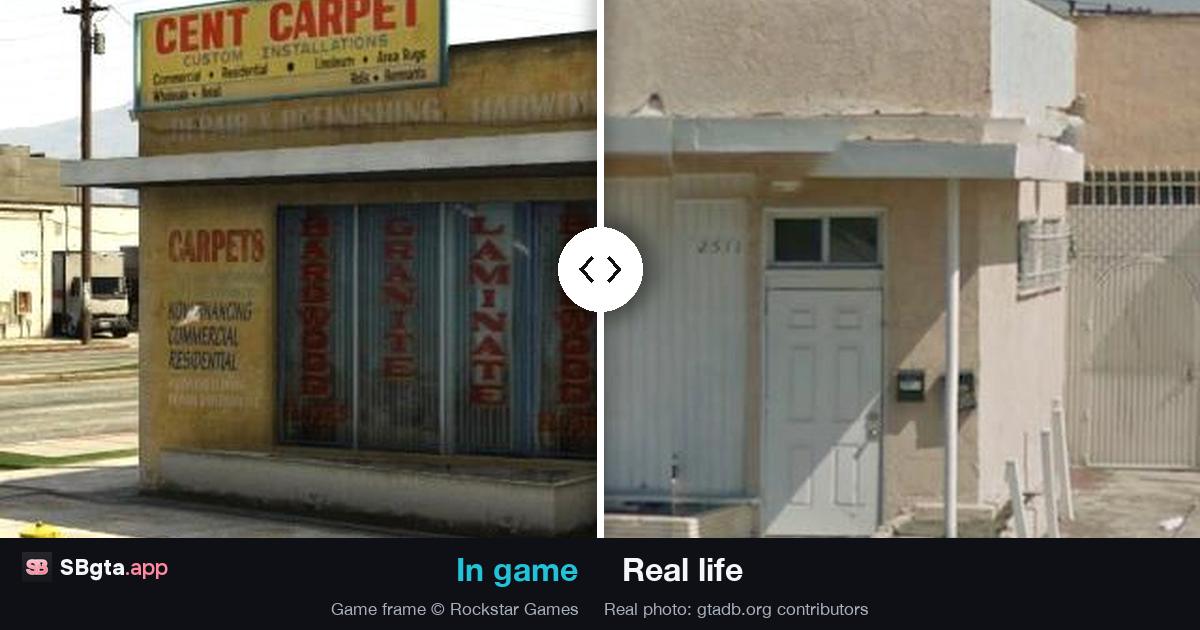 CENT CARPET
CUSTOM INSTALLATIONS
Commercial • Residential • Linoleum • Area Rugs
Wholesale • Retail Rolls • Remnants
REPAIR & REFINISHING HARDWO
CARPETS
FINANCING
COMMERCIAL
RESIDENTIAL
HARDWOOD
GRANITE
LAMINATE
2511
SBgta.app
In game
Real life
Game frame © Rockstar Games
Real photo: gtadb.org contributors